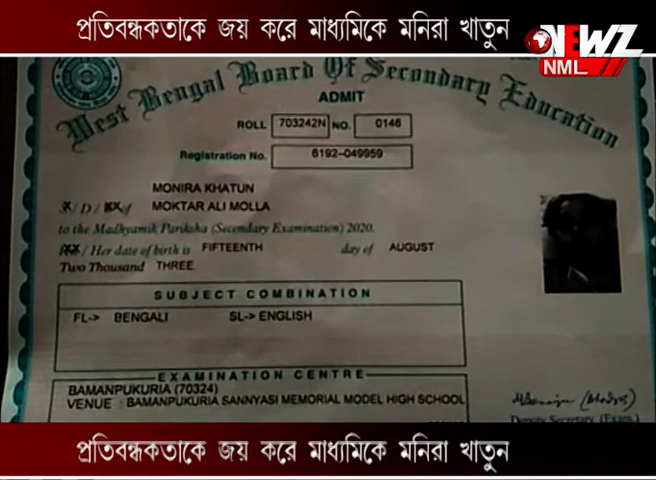 প্রতিবন্ধকতাকে জয় করে মাধ্যমিকে মনিরা খাতুন
NEWZ
NML
West Bengal Board Of Secondary Education
ADMIT
ROLL 703242N NO. 0146
Registration No. 6192-049959
MONIRA KHATUN
D / of MOKTAR ALI MOLLA
to the Madhyamik Pariksha (Secondary Examination) 2020.
/ Her date of birth is FIFTEENTH day of AUGUST
Two Thousand THREE
SUBJECT COMBINATION
FL-> BENGALI SL-> ENGLISH
EXAMINATION CENTRE
BAMANPUKURIA (70324)
VENUE : BAMANPUKURIA SANNYASI MEMORIAL MODEL HIGH SCHOOL
Deputy Secretary (Exam.)
প্রতিবন্ধকতাকে জয় করে মাধ্যমিকে মনিরা খাতুন